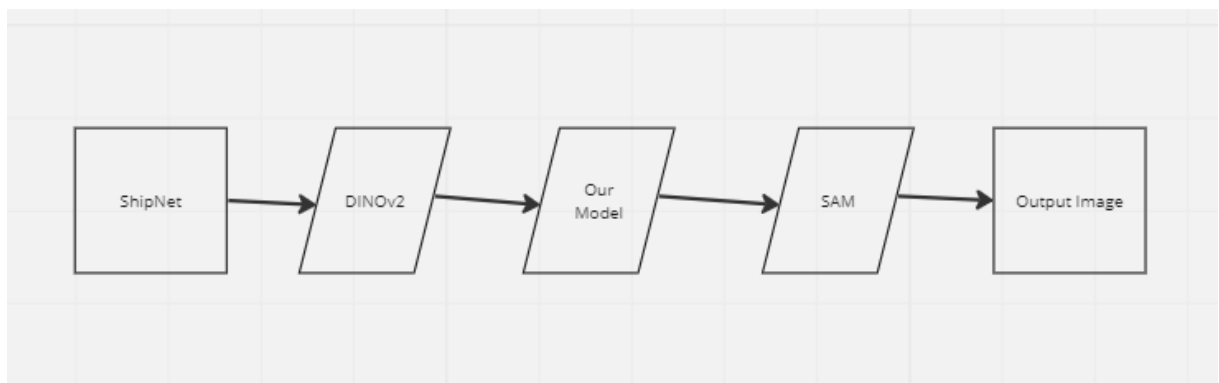 ShipNet
DINOv2
Our
Model
SAM
Output Image